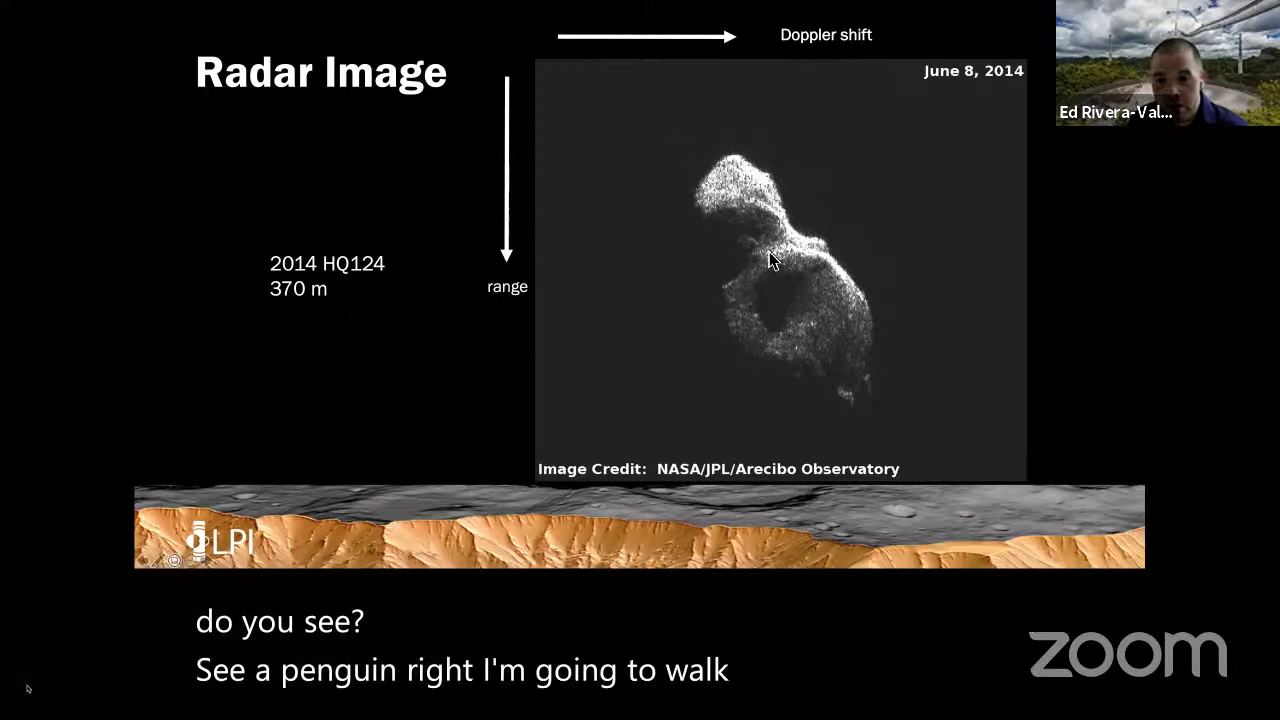 Doppler shift
Radar Image
June 8, 2014
Ed Rivera-Val...
2014 HQ124
370 m
range
Image Credit: NASA/JPL/Arecibo Observatory
LPI
do you see?
See a penguin right I'm going to walk
zoom